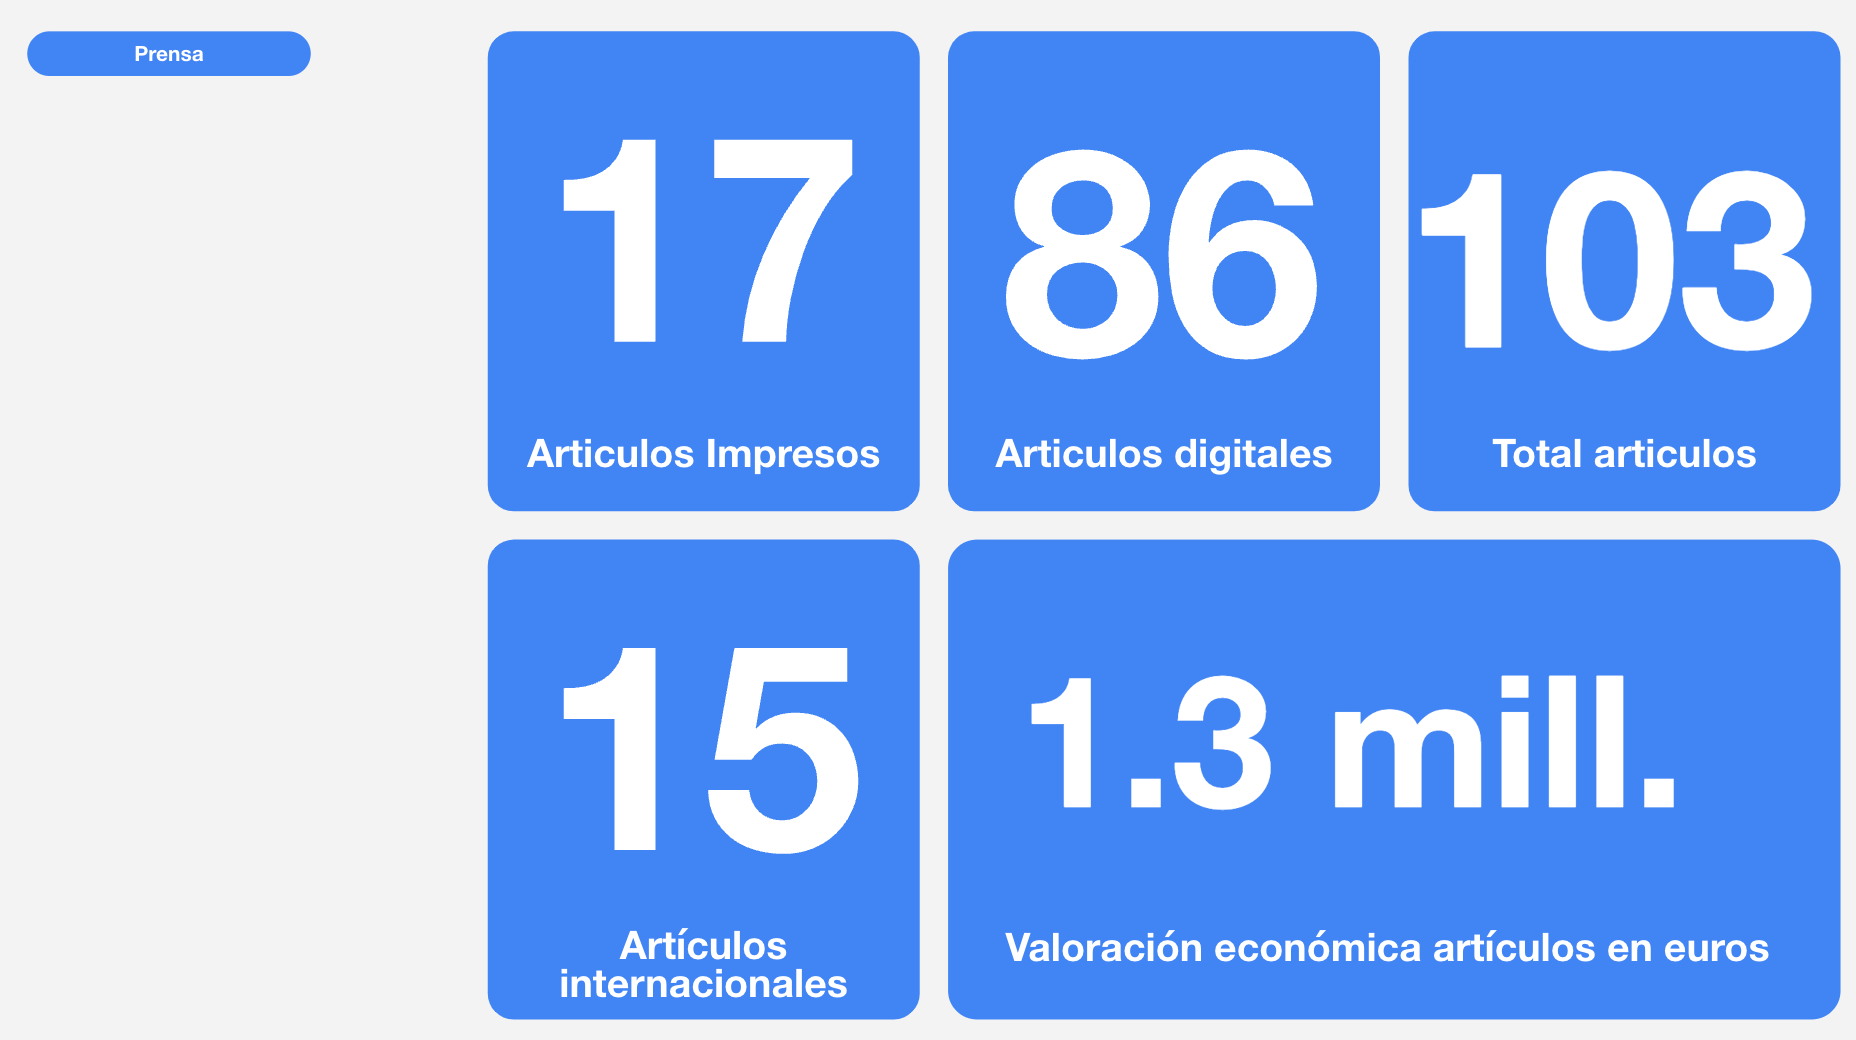 Prensa
17
Articulos Impresos
86
Articulos digitales
103
Total articulos
15
Artículos
internacionales
1.3 mill.
Valoración económica artículos en euros